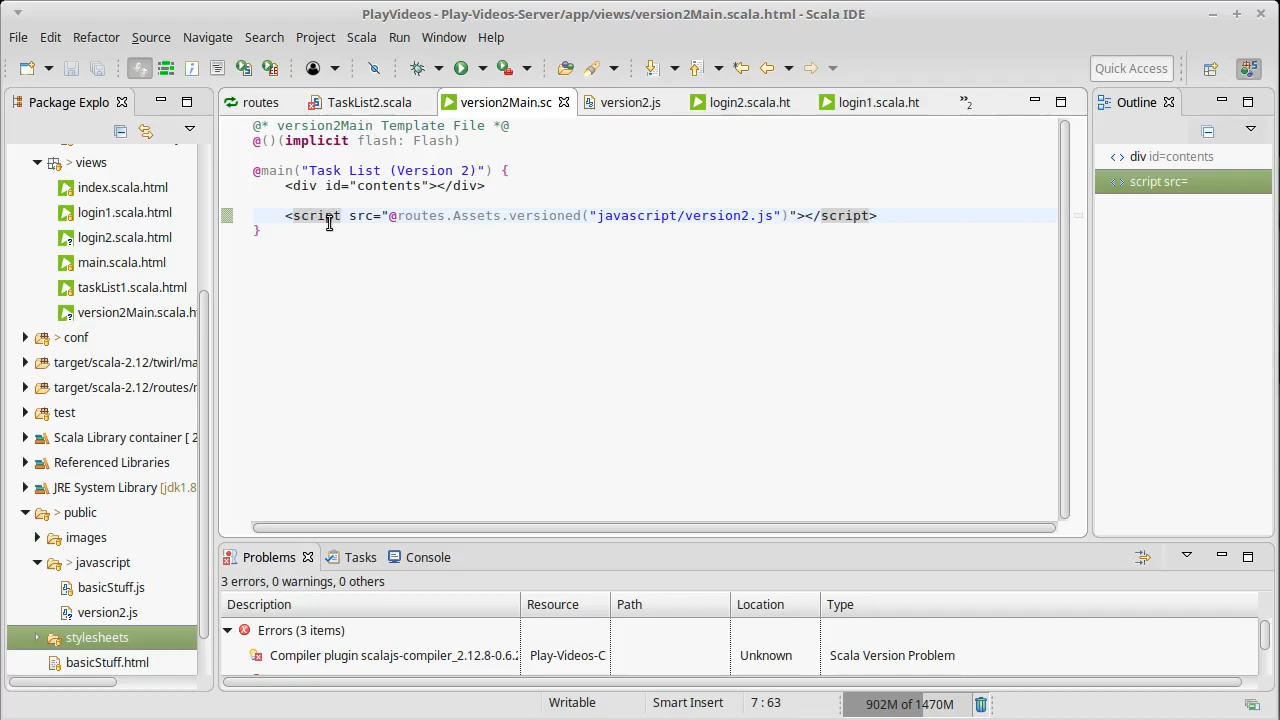 PlayVideos - Play-Videos-Server/app/views/version2Main.scala.html - Scala IDE
File Edit Refactor Source Navigate Search Project Scala Run Window Help
Quick Access
Package Explo
routes
TaskList2.scala
version2Main.sc
version2.js
login2.scala.ht
login1.scala.ht
»2
Outline
> views
index.scala.html
login1.scala.html
login2.scala.html
main.scala.html
taskList1.scala.html
version2Main.scala.h
> conf
target/scala-2.12/twirl/ma
target/scala-2.12/routes/r
test
Scala Library container [ 2
Referenced Libraries
JRE System Library [jdk1.8
> public
images
> javascript
basicStuff.js
version2.js
stylesheets
basicStuff.html
@* version2Main Template File *@
@()(implicit flash: Flash)
@main("Task List (Version 2)") {
<div id="contents"></div>
<script src="@routes.Assets.versioned("javascript/version2.js")"></script>
}
div id=contents
script src=
Problems
Tasks
Console
3 errors, 0 warnings, 0 others
Description Resource Path Location Type
Errors (3 items)
Compiler plugin scalajs-compiler_2.12.8-0.6.2 Play-Videos-C Unknown Scala Version Problem
Writable Smart Insert 7 : 63 902M of 1470M